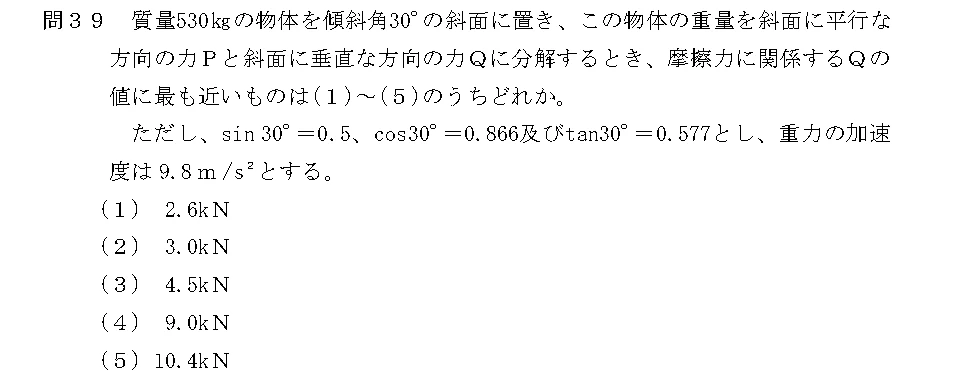 問３９　質量530㎏の物体を傾斜角30°の斜面に置き、この物体の重量を斜面に平行な
方向の力Ｐと斜面に垂直な方向の力Ｑに分解するとき、摩擦力に関係するＱの
値に最も近いものは(１)～(５)のうちどれか。
ただし、sin 30°=0.5、cos30°=0.866及びtan30°=0.577とし、重力の加速
度は 9.8ｍ/s²とする。
(１)　2.6kＮ
(２)　3.0kＮ
(３)　4.5kＮ
(４)　9.0kＮ
(５) 10.4kＮ